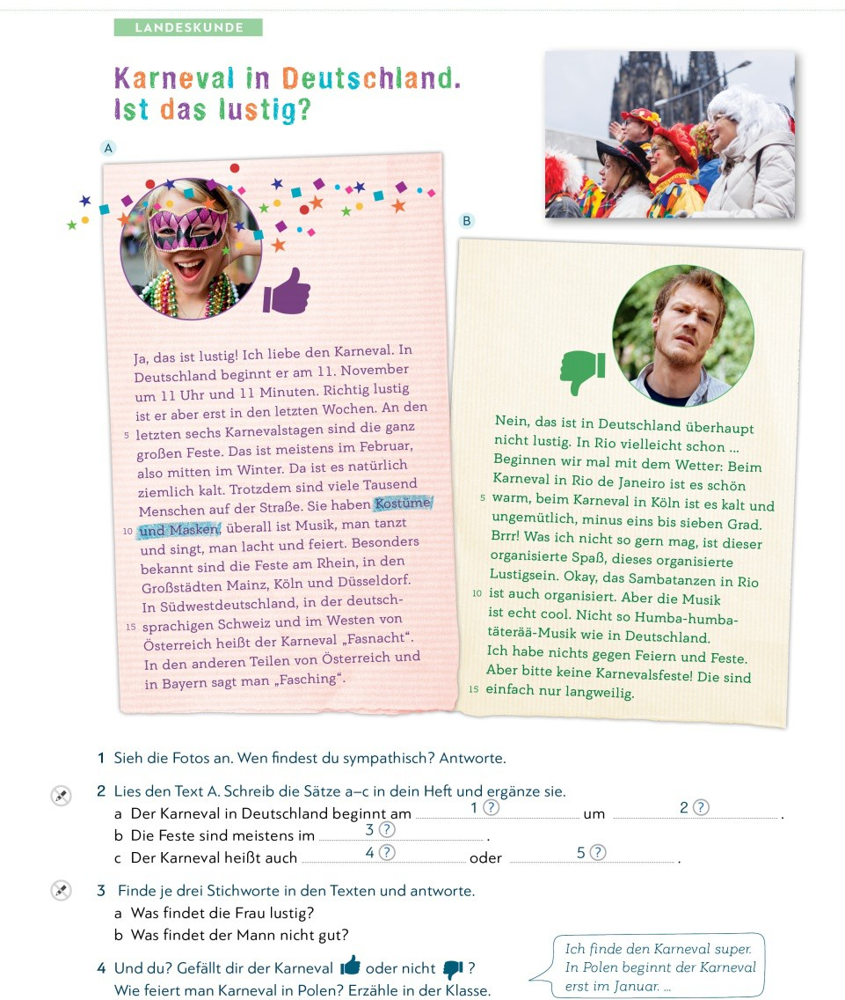 LANDESKUNDE
Karneval in Deutschland.
Ist das lustig?
A
Ja, das ist lustig! Ich liebe den Karneval. In
Deutschland beginnt er am 11. November
um 11 Uhr und 11 Minuten. Richtig lustig
ist er aber erst in den letzten Wochen. An den
5 letzten sechs Karnevalstagen sind die ganz
großen Feste. Das ist meistens im Februar,
also mitten im Winter. Da ist es natürlich
ziemlich kalt. Trotzdem sind viele Tausend
Menschen auf der Straße. Sie haben Kostüme
10 und Masken, überall ist Musik, man tanzt
und singt, man lacht und feiert. Besonders
bekannt sind die Feste am Rhein, in den
Großstädten Mainz, Köln und Düsseldorf.
In Südwestdeutschland, in der deutsch-
15 sprachigen Schweiz und im Westen von
Österreich heißt der Karneval „Fasnacht“.
In den anderen Teilen von Österreich und
in Bayern sagt man „Fasching“.
B
Nein, das ist in Deutschland überhaupt
nicht lustig. In Rio vielleicht schon ...
Beginnen wir mal mit dem Wetter: Beim
Karneval in Rio de Janeiro ist es schön
5 warm, beim Karneval in Köln ist es kalt und
ungemütlich, minus eins bis sieben Grad.
Brrr! Was ich nicht so gern mag, ist dieser
organisierte Spaß, dieses organisierte
Lustigsein. Okay, das Sambatanzen in Rio
10 ist auch organisiert. Aber die Musik
ist echt cool. Nicht so Humba-humba-
täterää-Musik wie in Deutschland.
Ich habe nichts gegen Feiern und Feste.
Aber bitte keine Karnevalsfeste! Die sind
15 einfach nur langweilig.
1 Sieh die Fotos an. Wen findest du sympathisch? Antworte.
2 Lies den Text A. Schreib die Sätze a–c in dein Heft und ergänze sie.
a Der Karneval in Deutschland beginnt am 1 ? um 2 ? .
b Die Feste sind meistens im 3 ? .
c Der Karneval heißt auch 4 ? oder 5 ? .
3 Finde je drei Stichworte in den Texten und antworte.
a Was findet die Frau lustig?
b Was findet der Mann nicht gut?
4 Und du? Gefällt dir der Karneval oder nicht ?
Wie feiert man Karneval in Polen? Erzähle in der Klasse.
Ich finde den Karneval super.
In Polen beginnt der Karneval
erst im Januar. ...